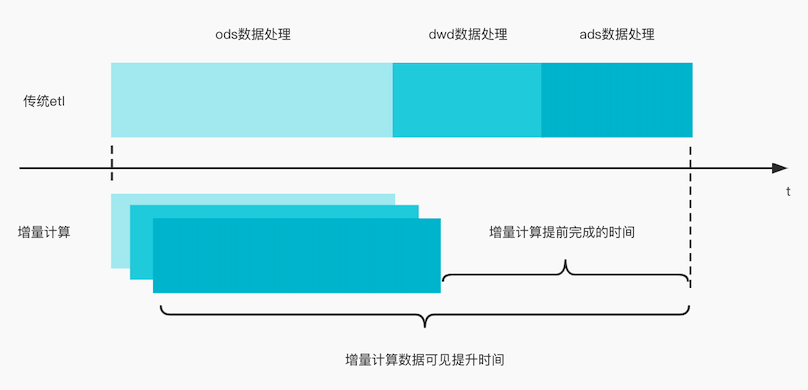 ods数据处理
dwd数据处理
ads数据处理
传统etl
t
增量计算
增量计算提前完成的时间
增量计算数据可见提升时间